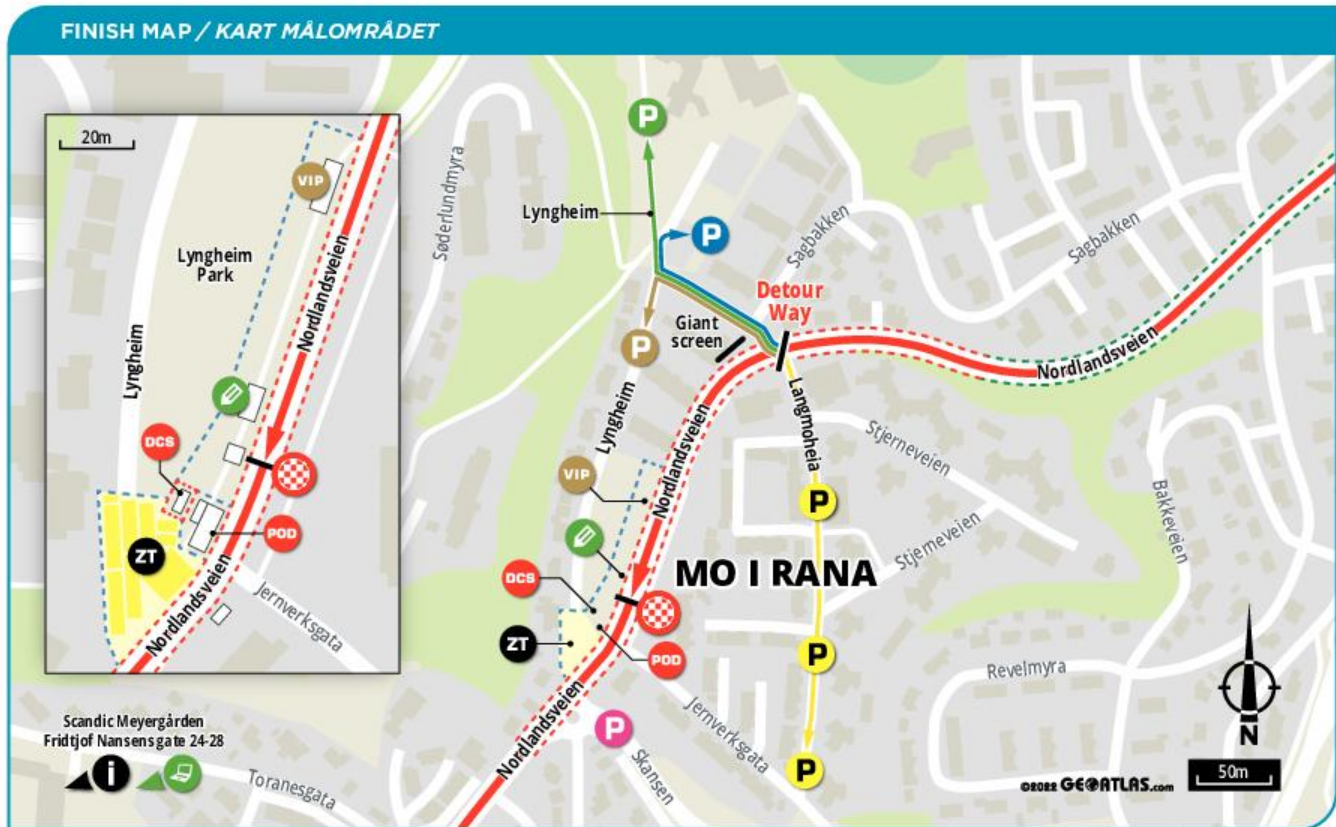 FINISH MAP / KART MÅLOMRÅDET
20m
VIP
Lyngheim
Park
Nordlandsveien
Lyngheim
DCS
POD
ZT
Nordlandsveien
Jernverksgata
Scandic Meyergården
Fridtjof Nansensgate 24-28
i
Toranesgata
Søderlundmyra
P
Lyngheim
P
Sagbakken
Sagbakken
Detour
Way
Giant
screen
P
Nordlandsveien
Langmoheia
Lyngheim
Nordlandsveien
Stjerneveien
VIP
P
Bakkeveien
Stjerneveien
MO I RANA
DCS
ZT
POD
P
Revelmyra
Nordlandsveien
P
Jernverksgata
Skansen
P
N
50m
©2022 GEOATLAS.com